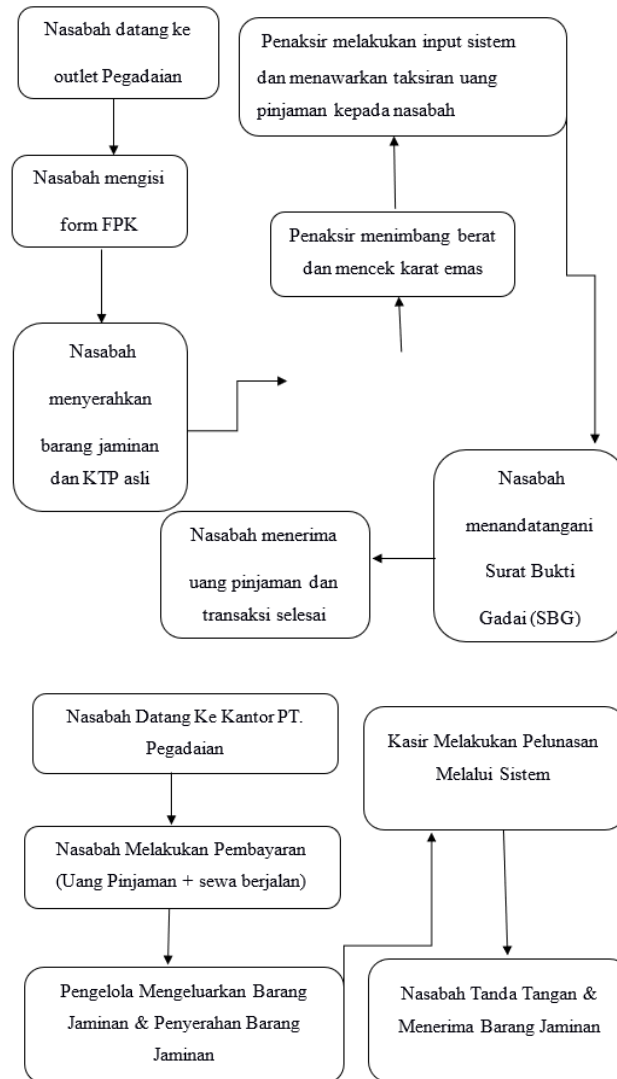 Nasabah datang ke
outlet Pegadaian
Nasabah mengisi
form FPK
Nasabah
menyerahkan
barang jaminan
dan KTP asli
Penaksir menimbang berat
dan mencek karat emas
Penaksir melakukan input sistem
dan menawarkan taksiran uang
pinjaman kepada nasabah
Nasabah
menandatangani
Surat Bukti
Gadai (SBG)
Nasabah menerima
uang pinjaman dan
transaksi selesai
Nasabah Datang Ke Kantor PT.
Pegadaian
Nasabah Melakukan Pembayaran
(Uang Pinjaman + sewa berjalan)
Pengelola Mengeluarkan Barang
Jaminan & Penyerahan Barang
Jaminan
Kasir Melakukan Pelunasan
Melalui Sistem
Nasabah Tanda Tangan &
Menerima Barang Jaminan